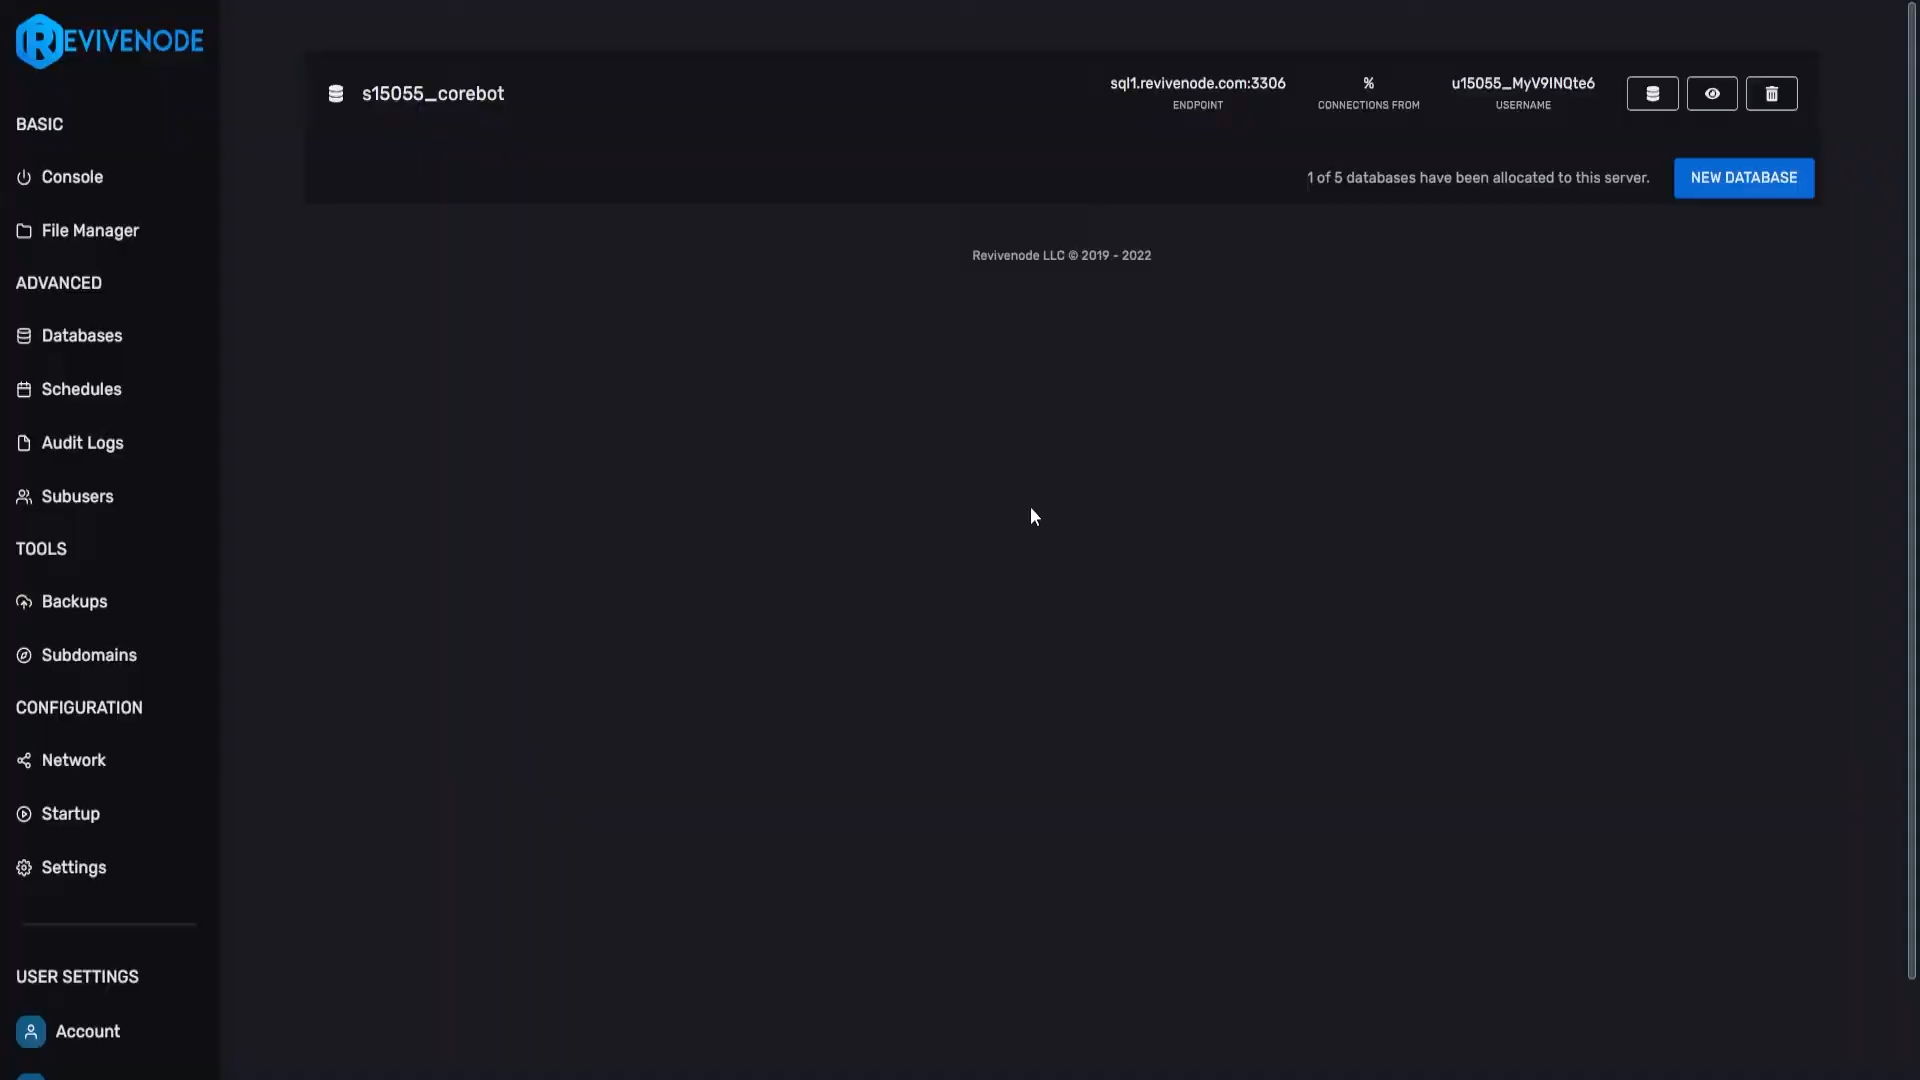 REVIVENODE
BASIC
Console
File Manager
ADVANCED
Databases
Schedules
Audit Logs
Subusers
TOOLS
Backups
Subdomains
CONFIGURATION
Network
Startup
Settings
USER SETTINGS
Account
s15055_corebot
sql1.revivenode.com:3306
ENDPOINT
%
CONNECTIONS FROM
u15055_MyV9INQte6
USERNAME
1 of 5 databases have been allocated to this server.
NEW DATABASE
Revivenode LLC © 2019 - 2022